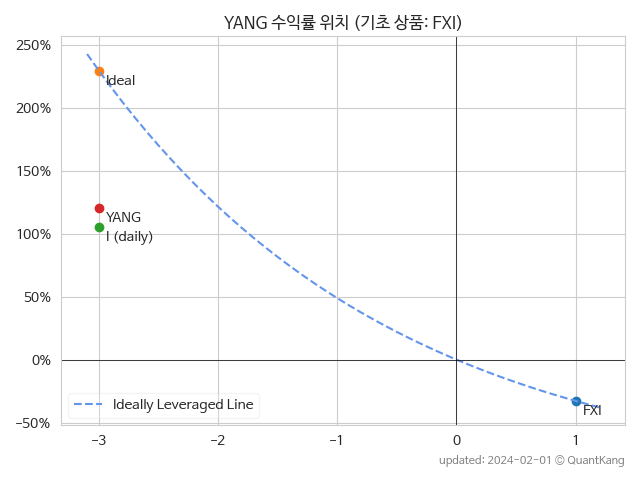 YANG 수익률 위치 (기초 상품: FXI)
250%
200%
150%
100%
50%
0%
−50%
Ideal
YANG
I (daily)
FXI
Ideally Leveraged Line
−3 −2 −1 0 1
updated: 2024-02-01 © QuantKang